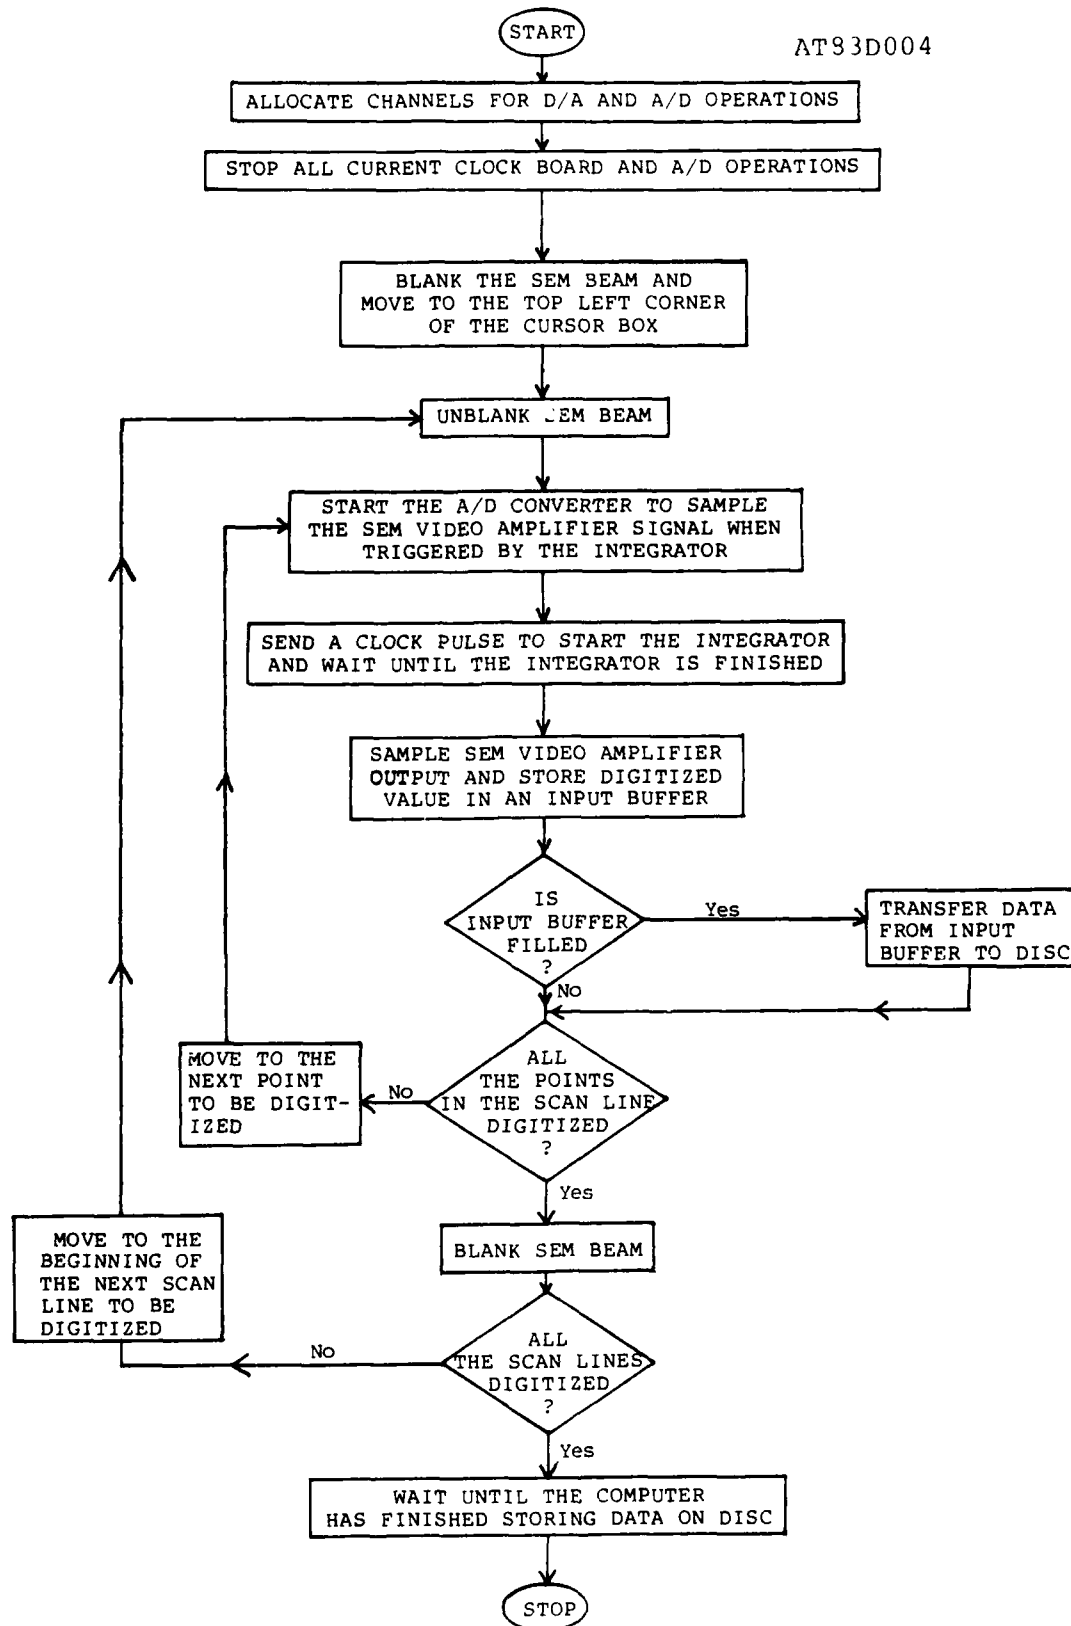 START
AT83D004
ALLOCATE CHANNELS FOR D/A AND A/D OPERATIONS
STOP ALL CURRENT CLOCK BOARD AND A/D OPERATIONS
BLANK THE SEM BEAM AND
MOVE TO THE TOP LEFT CORNER
OF THE CURSOR BOX
UNBLANK SEM BEAM
START THE A/D CONVERTER TO SAMPLE
THE SEM VIDEO AMPLIFIER SIGNAL WHEN
TRIGGERED BY THE INTEGRATOR
SEND A CLOCK PULSE TO START THE INTEGRATOR
AND WAIT UNTIL THE INTEGRATOR IS FINISHED
SAMPLE SEM VIDEO AMPLIFIER
OUTPUT AND STORE DIGITIZED
VALUE IN AN INPUT BUFFER
IS
INPUT BUFFER
FILLED
?
Yes
TRANSFER DATA
FROM INPUT
BUFFER TO DISC
No
ALL
THE POINTS
IN THE SCAN LINE
DIGITIZED
?
No
MOVE TO THE
NEXT POINT
TO BE DIGIT-
IZED
Yes
BLANK SEM BEAM
MOVE TO THE
BEGINNING OF
THE NEXT SCAN
LINE TO BE
DIGITIZED
ALL
THE SCAN LINES
DIGITIZED
?
No
Yes
WAIT UNTIL THE COMPUTER
HAS FINISHED STORING DATA ON DISC
STOP